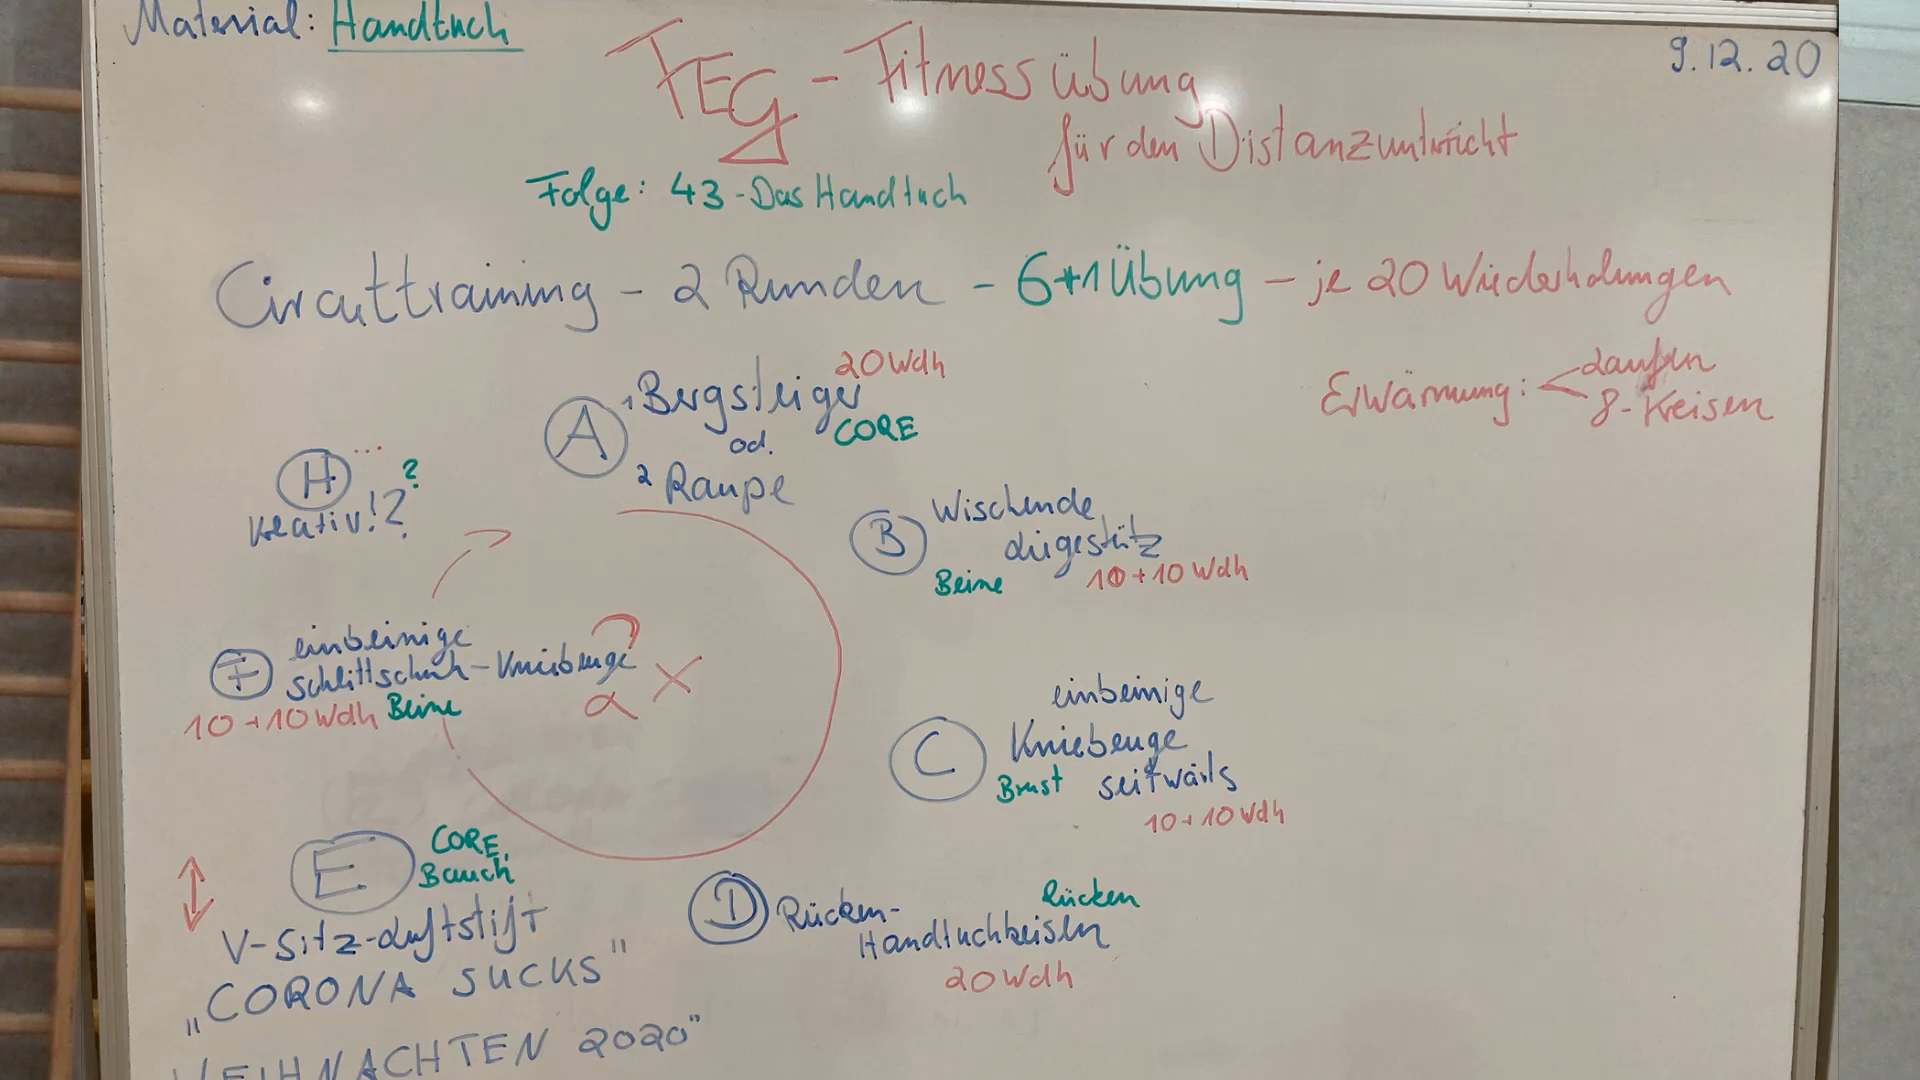 Material: Handtuch
9.12.20
FEG - Fitnessübung
für den Distanzunterricht
Folge: 43 - Das Handtuch
Circuittraining - 2 Runden - 6+1 Übung - je 20 Wiederholungen
Erwärmung: Laufen
8-Kreisen
A 1 Bergsteiger 20 Wdh
od. CORE
2 Raupe
H ...
kreativ!? ?
B Wischende
Liegestütz
Beine 10+10 Wdh
F einbeinige
Schlittschuh-Kniebeuge
10+10 Wdh Beine
C einbeinige
Kniebeuge
Brust seitwärts
10+10 Wdh
E CORE,
Bauch
V-Sitz-Luftstift
"CORONA SUCKS"
WEIHNACHTEN 2020"
D Rücken- Rücken
Handtuchkreiseln
20 Wdh